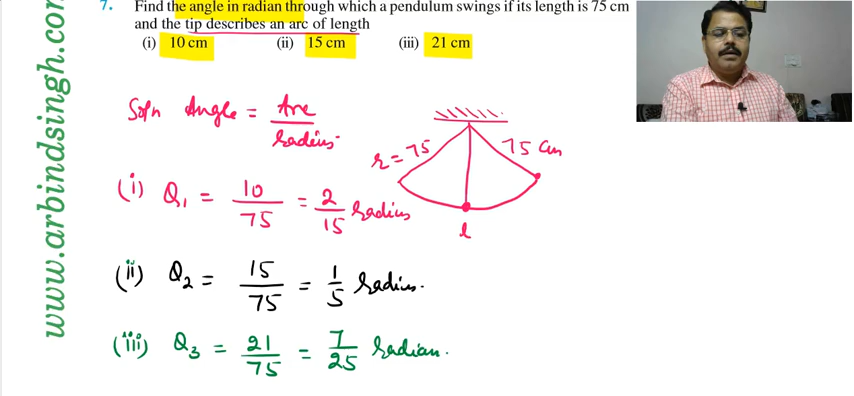 7. Find the angle in radian through which a pendulum swings if its length is 75 cm
and the tip describes an arc of length
(i) 10 cm (ii) 15 cm (iii) 21 cm
www.arbindsingh.com
Soln Angle = Arc / radius.
r = 75
75 cm
l
(i) Q1 = 10/75 = 2/15 radius
(ii) Q2 = 15/75 = 1/5 radius.
(iii) Q3 = 21/75 = 7/25 radian.